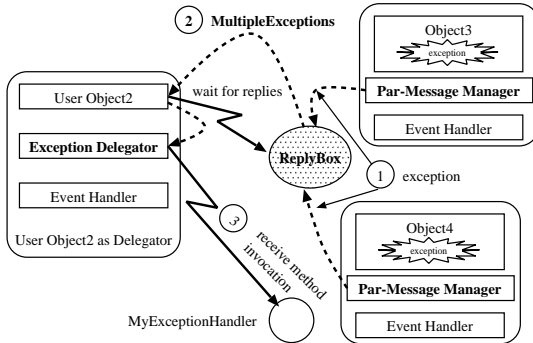 2 MultipleExceptions
Object3
exception
Par-Message Manager
Event Handler
User Object2
wait for replies
Exception Delegator
ReplyBox
Event Handler
User Object2 as Delegator
1 exception
3
receive method
invocation
Object4
exception
Par-Message Manager
Event Handler
MyExceptionHandler